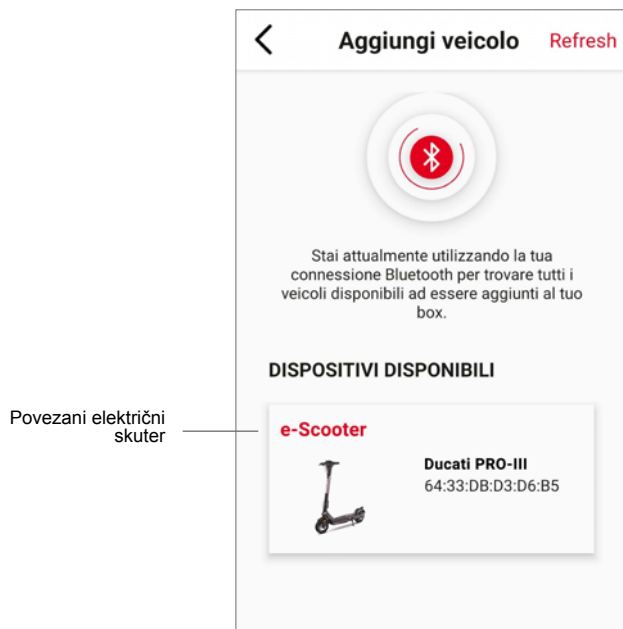 Aggiungi veicolo Refresh
Stai attualmente utilizzando la tua
connessione Bluetooth per trovare tutti i
veicoli disponibili ad essere aggiunti al tuo
box.
DISPOSITIVI DISPONIBILI
Povezani električni
skuter
e-Scooter
Ducati PRO-III
64:33:DB:D3:D6:B5